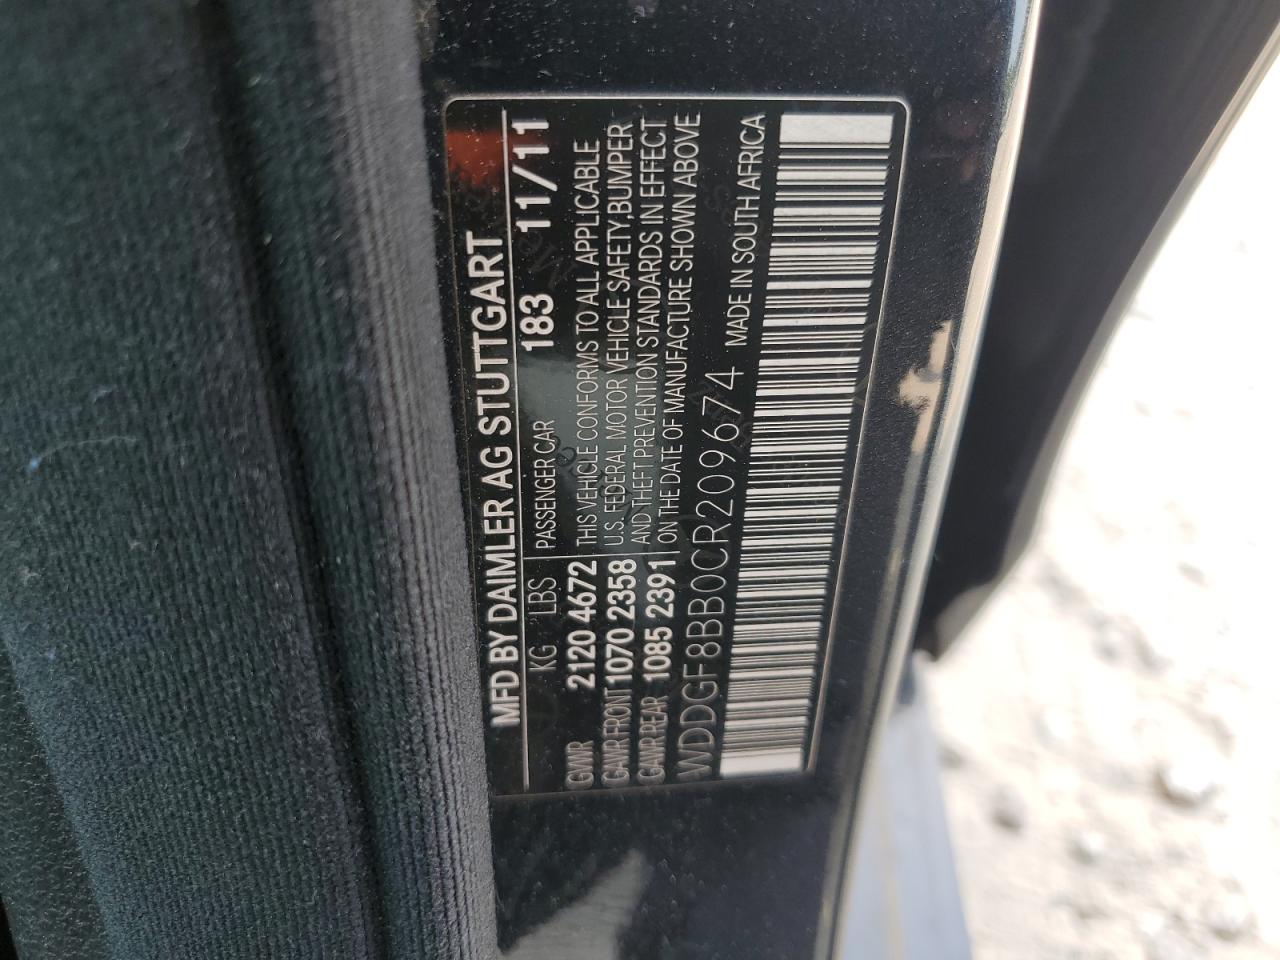 MFD BY DAIMLER AG STUTTGART
KG LBS PASSENGER CAR 183 11/11
GVWR 2120 4672 THIS VEHICLE CONFORMS TO ALL APPLICABLE
GAWR FRONT 1070 2358 U.S. FEDERAL MOTOR VEHICLE SAFETY,BUMPER
GAWR REAR 1085 2391 AND THEFT PREVENTION STANDARDS IN EFFECT
ON THE DATE OF MANUFACTURE SHOWN ABOVE
WDDGF8BB0CR209674 MADE IN SOUTH AFRICA